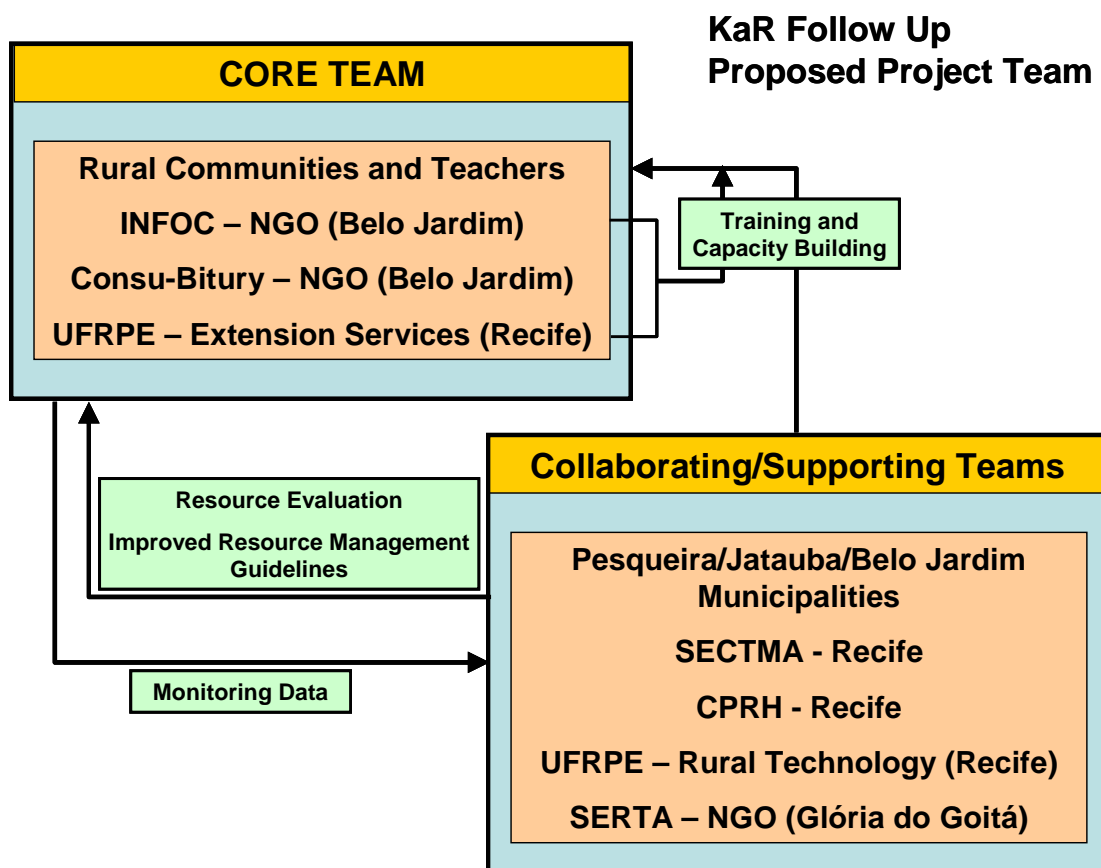 KaR Follow Up
Proposed Project Team
CORE TEAM
Rural Communities and Teachers
INFOC – NGO (Belo Jardim)
Consu-Bitury – NGO (Belo Jardim)
UFRPE – Extension Services (Recife)
Training and
Capacity Building
Collaborating/Supporting Teams
Resource Evaluation
Improved Resource Management
Guidelines
Pesqueira/Jatauba/Belo Jardim
Municipalities
SECTMA - Recife
Monitoring Data
CPRH - Recife
UFRPE – Rural Technology (Recife)
SERTA – NGO (Glória do Goitá)